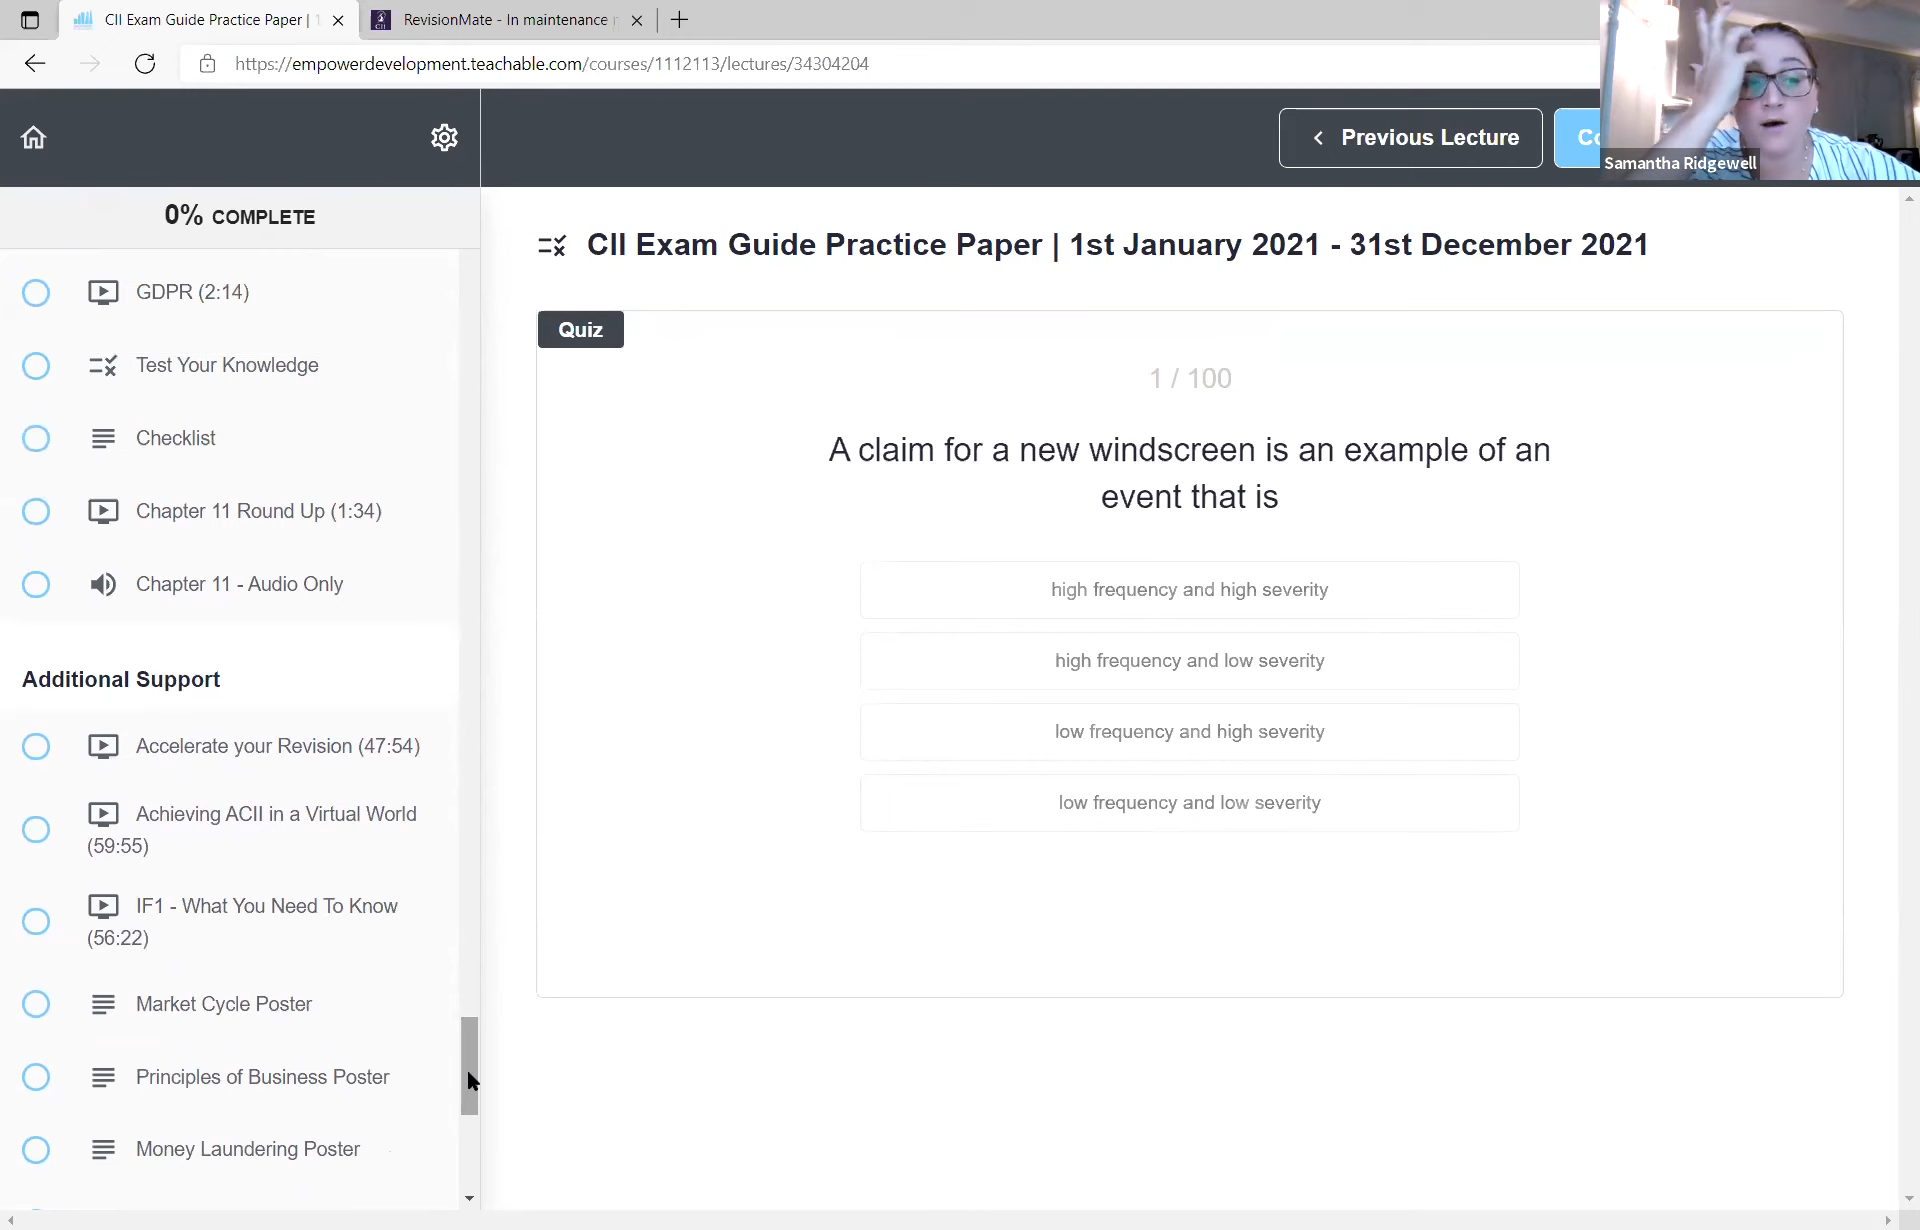 CII Exam Guide Practice Paper | 1
RevisionMate - In maintenance
https://empowerdevelopment.teachable.com/courses/1112113/lectures/34304204
Previous Lecture
Co
Samantha Ridgewell
0% COMPLETE
GDPR (2:14)
Test Your Knowledge
Checklist
Chapter 11 Round Up (1:34)
Chapter 11 - Audio Only
Additional Support
Accelerate your Revision (47:54)
Achieving ACII in a Virtual World
(59:55)
IF1 - What You Need To Know
(56:22)
Market Cycle Poster
Principles of Business Poster
Money Laundering Poster
CII Exam Guide Practice Paper | 1st January 2021 - 31st December 2021
Quiz
1 / 100
A claim for a new windscreen is an example of an
event that is
high frequency and high severity
high frequency and low severity
low frequency and high severity
low frequency and low severity